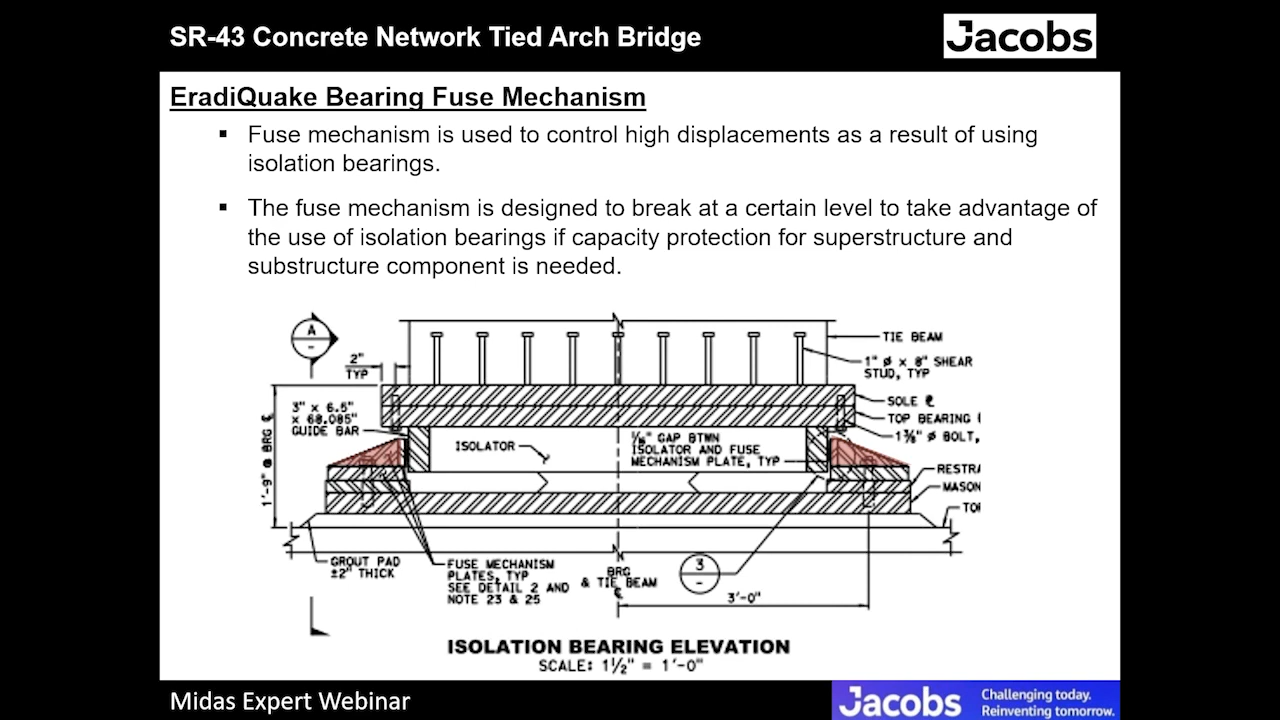 SR-43 Concrete Network Tied Arch Bridge
Jacobs
EradiQuake Bearing Fuse Mechanism
▪ Fuse mechanism is used to control high displacements as a result of using
isolation bearings.
▪ The fuse mechanism is designed to break at a certain level to take advantage of
the use of isolation bearings if capacity protection for superstructure and
substructure component is needed.
A
-
2"
TYP
TIE BEAM
1" ø x 8" SHEAR
STUD, TYP
3" x 6.5"
x 68.085"
GUIDE BAR
SOLE ℄
TOP BEARING
ISOLATOR
GAP BTWN
ISOLATOR AND FUSE
MECHANISM PLATE, TYP
ø BOLT,
1'-9" @ BRG ℄
RESTRA
MASON
TO
GROUT PAD
±2" THICK
FUSE MECHANISM
PLATES, TYP
SEE DETAIL 2 AND
NOTE 23 & 25
BRG
& TIE BEAM
℄
3
-
3'-0"
ISOLATION BEARING ELEVATION
SCALE: 1½" = 1'-0"
Midas Expert Webinar
Jacobs
Challenging today.
Reinventing tomorrow.